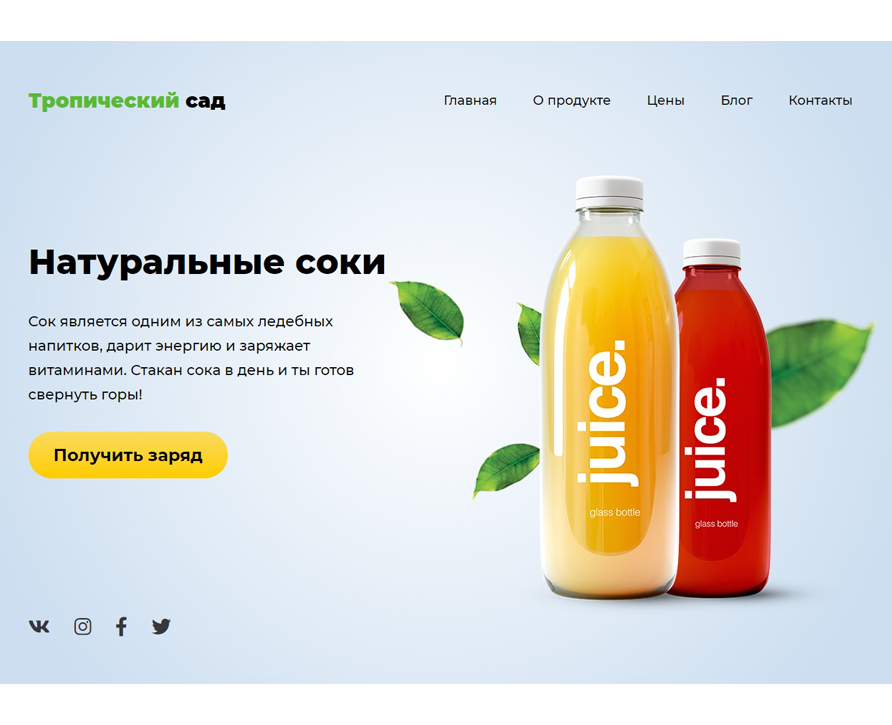 Тропический сад
Главная О продукте Цены Блог Контакты
Натуральные соки
Сок является одним из самых ледебных
напитков, дарит энергию и заряжает
витаминами. Стакан сока в день и ты готов
свернуть горы!
Получить заряд
juice.
glass bottle
juice.
glass bottle